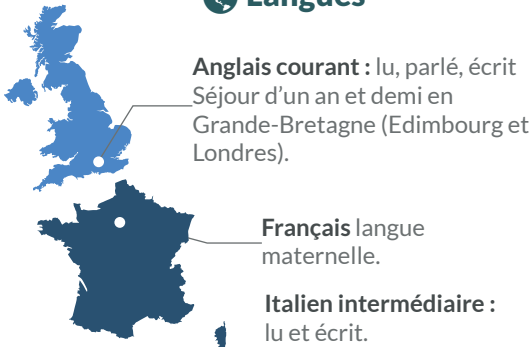 Langues
Anglais courant : lu, parlé, écrit
Séjour d’un an et demi en
Grande-Bretagne (Edimbourg et
Londres).
Français langue
maternelle.
Italien intermédiaire :
lu et écrit.